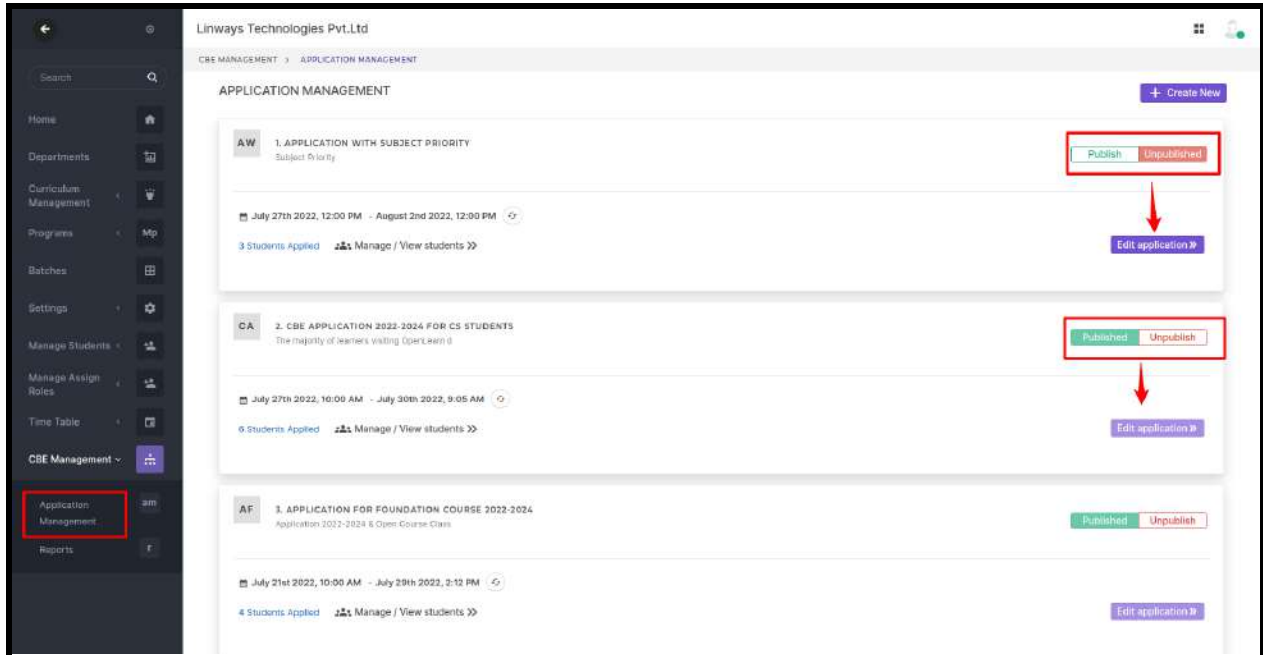 Linways Technologies Pvt.Ltd
CBE MANAGEMENT > APPLICATION MANAGEMENT
Search
Home
Departments
Curriculum
Management
Programs
Mp
Batches
Settings
Manage Students
Manage Assign
Roles
Time Table
CBE Management
Application
Management
am
Reports
r
APPLICATION MANAGEMENT
+ Create New
AW
1. APPLICATION WITH SUBJECT PRIORITY
Subject Priority
Publish Unpublished
July 27th 2022, 12:00 PM - August 2nd 2022, 12:00 PM
3 Students Applied Manage / View students >>
Edit application >>
CA
2. CBE APPLICATION 2022-2024 FOR CS STUDENTS
The majority of learners visiting OpenLearn d
Published Unpublish
July 27th 2022, 10:00 AM - July 30th 2022, 9:05 AM
6 Students Applied Manage / View students >>
Edit application >>
AF
3. APPLICATION FOR FOUNDATION COURSE 2022-2024
Application 2022-2024 & Open Course Class
Published Unpublish
July 21st 2022, 10:00 AM - July 29th 2022, 2:12 PM
4 Students Applied Manage / View students >>
Edit application >>